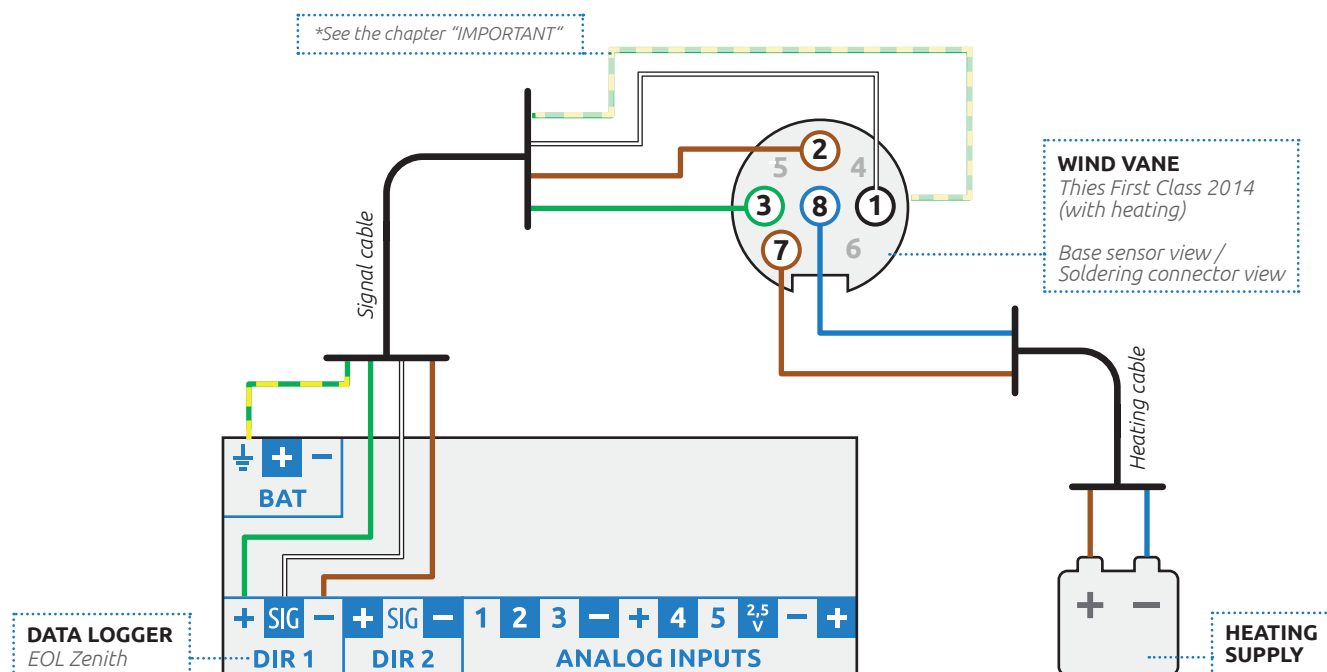 *See the chapter “IMPORTANT“
WIND VANE
Thies First Class 2014
(with heating)
Base sensor view /
Soldering connector view
2
5
4
3
8
1
7
6
Signal cable
Heating cable
+ −
BAT
+ SIG − + SIG − 1 2 3 − + 4 5 2,5 V − +
DIR 1 DIR 2 ANALOG INPUTS
DATA LOGGER
EOL Zenith
+ −
HEATING
SUPPLY